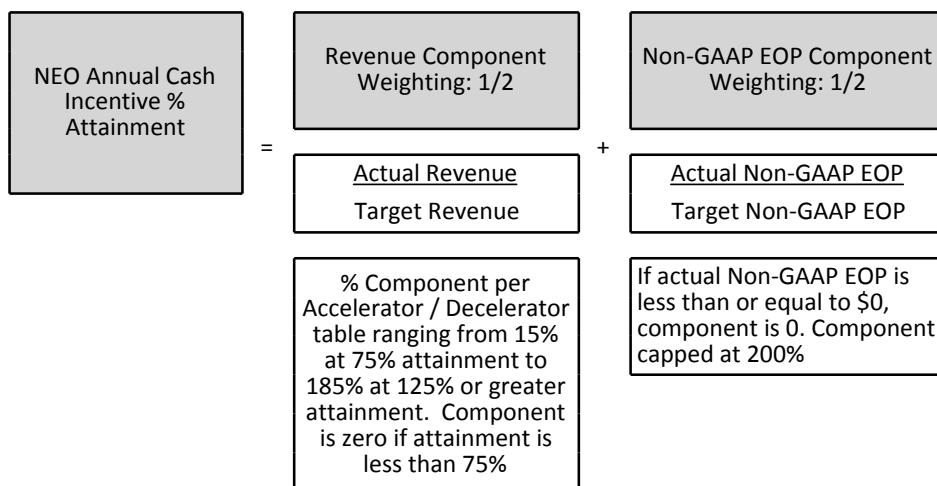 NEO Annual Cash
Incentive %
Attainment
=
Revenue Component
Weighting: 1/2
Actual Revenue
Target Revenue
% Component per
Accelerator / Decelerator
table ranging from 15%
at 75% attainment to
185% at 125% or greater
attainment.  Component
is zero if attainment is
less than 75%
+
Non-GAAP EOP Component
Weighting: 1/2
Actual Non-GAAP EOP
Target Non-GAAP EOP
If actual Non-GAAP EOP is
less than or equal to $0,
component is 0. Component
capped at 200%